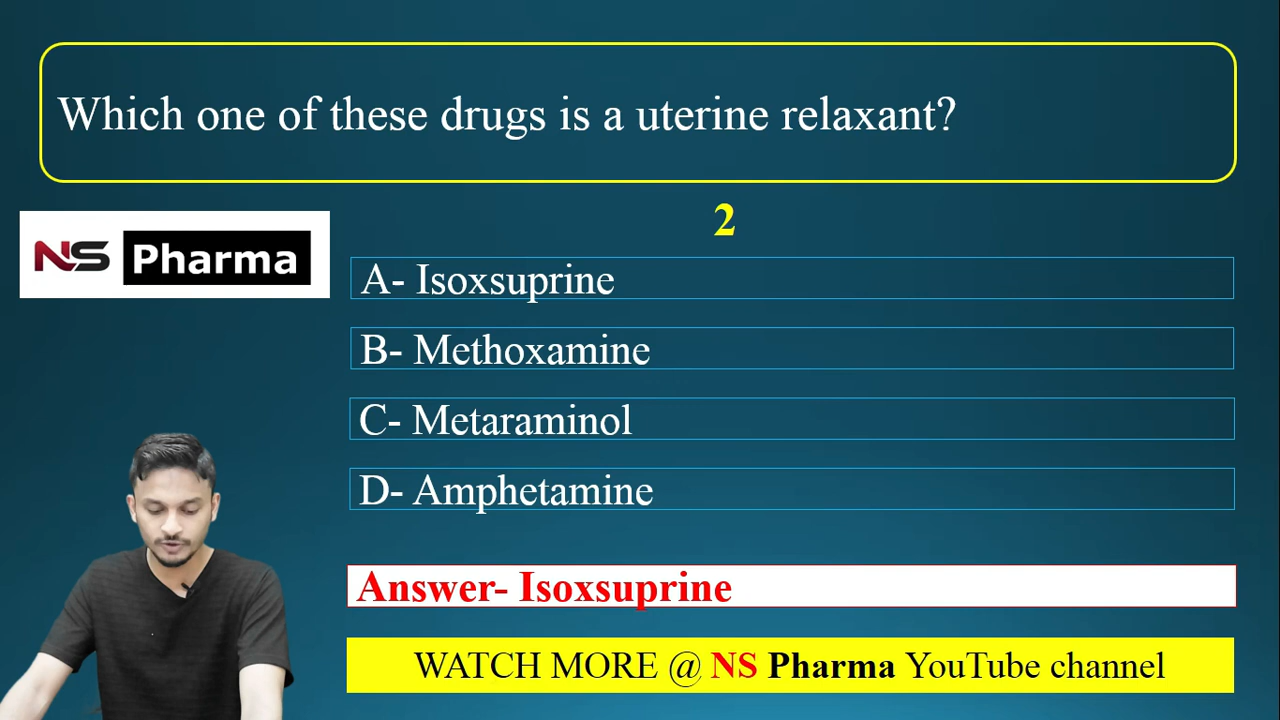 Which one of these drugs is a uterine relaxant?
2
NS Pharma
A- Isoxsuprine
B- Methoxamine
C- Metaraminol
D- Amphetamine
Answer- Isoxsuprine
WATCH MORE @ NS Pharma YouTube channel